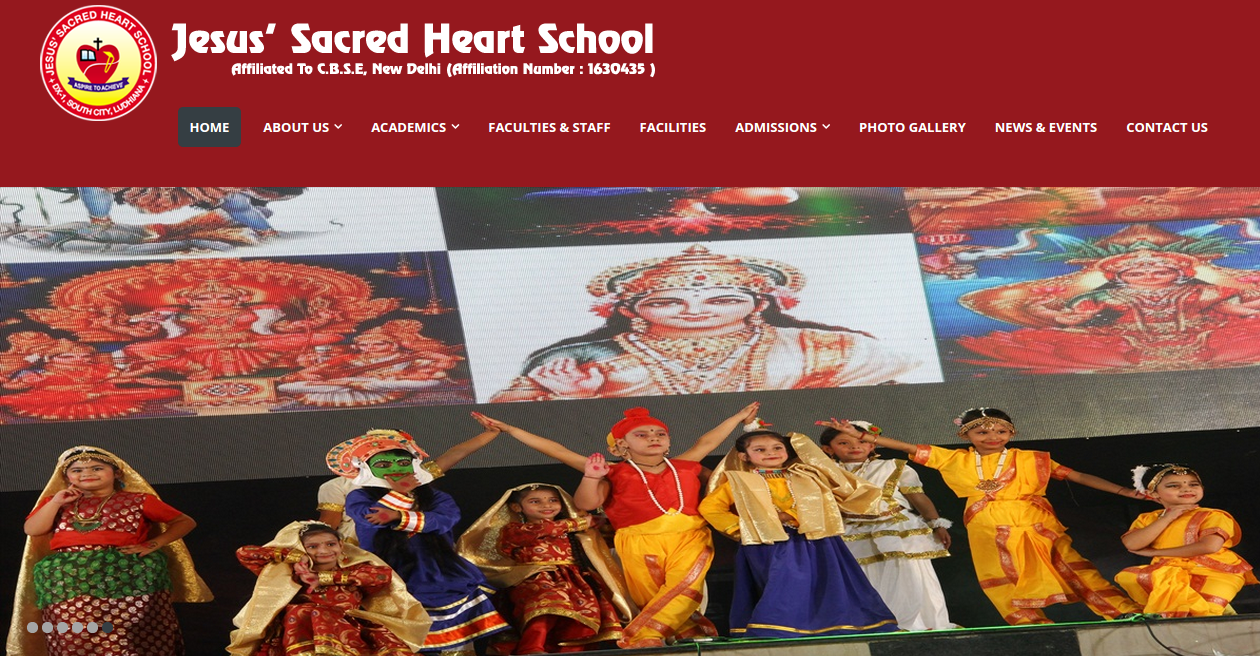 JESUS' SACRED HEART SCHOOL
ASPIRE TO ACHIEVE
DX-1, SOUTH CITY, LUDHIANA
Jesus' Sacred Heart School
Affiliated To C.B.S.E, New Delhi (Affiliation Number : 1630435 )
HOME ABOUT US ACADEMICS FACULTIES & STAFF FACILITIES ADMISSIONS PHOTO GALLERY NEWS & EVENTS CONTACT US